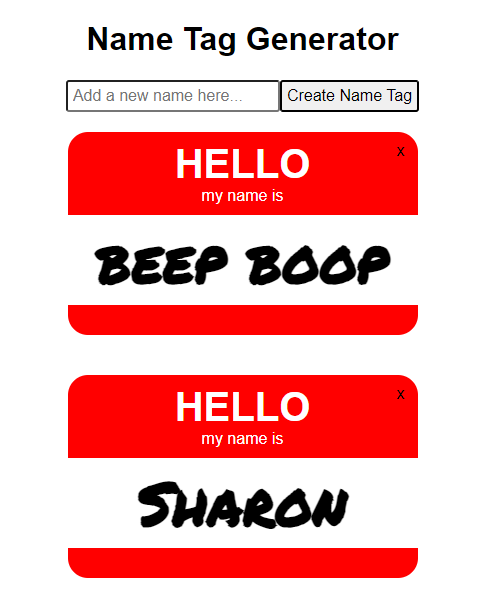 Name Tag Generator
Add a new name here... Create Name Tag
HELLO x
my name is
BEEP BOOP
HELLO x
my name is
SHARON